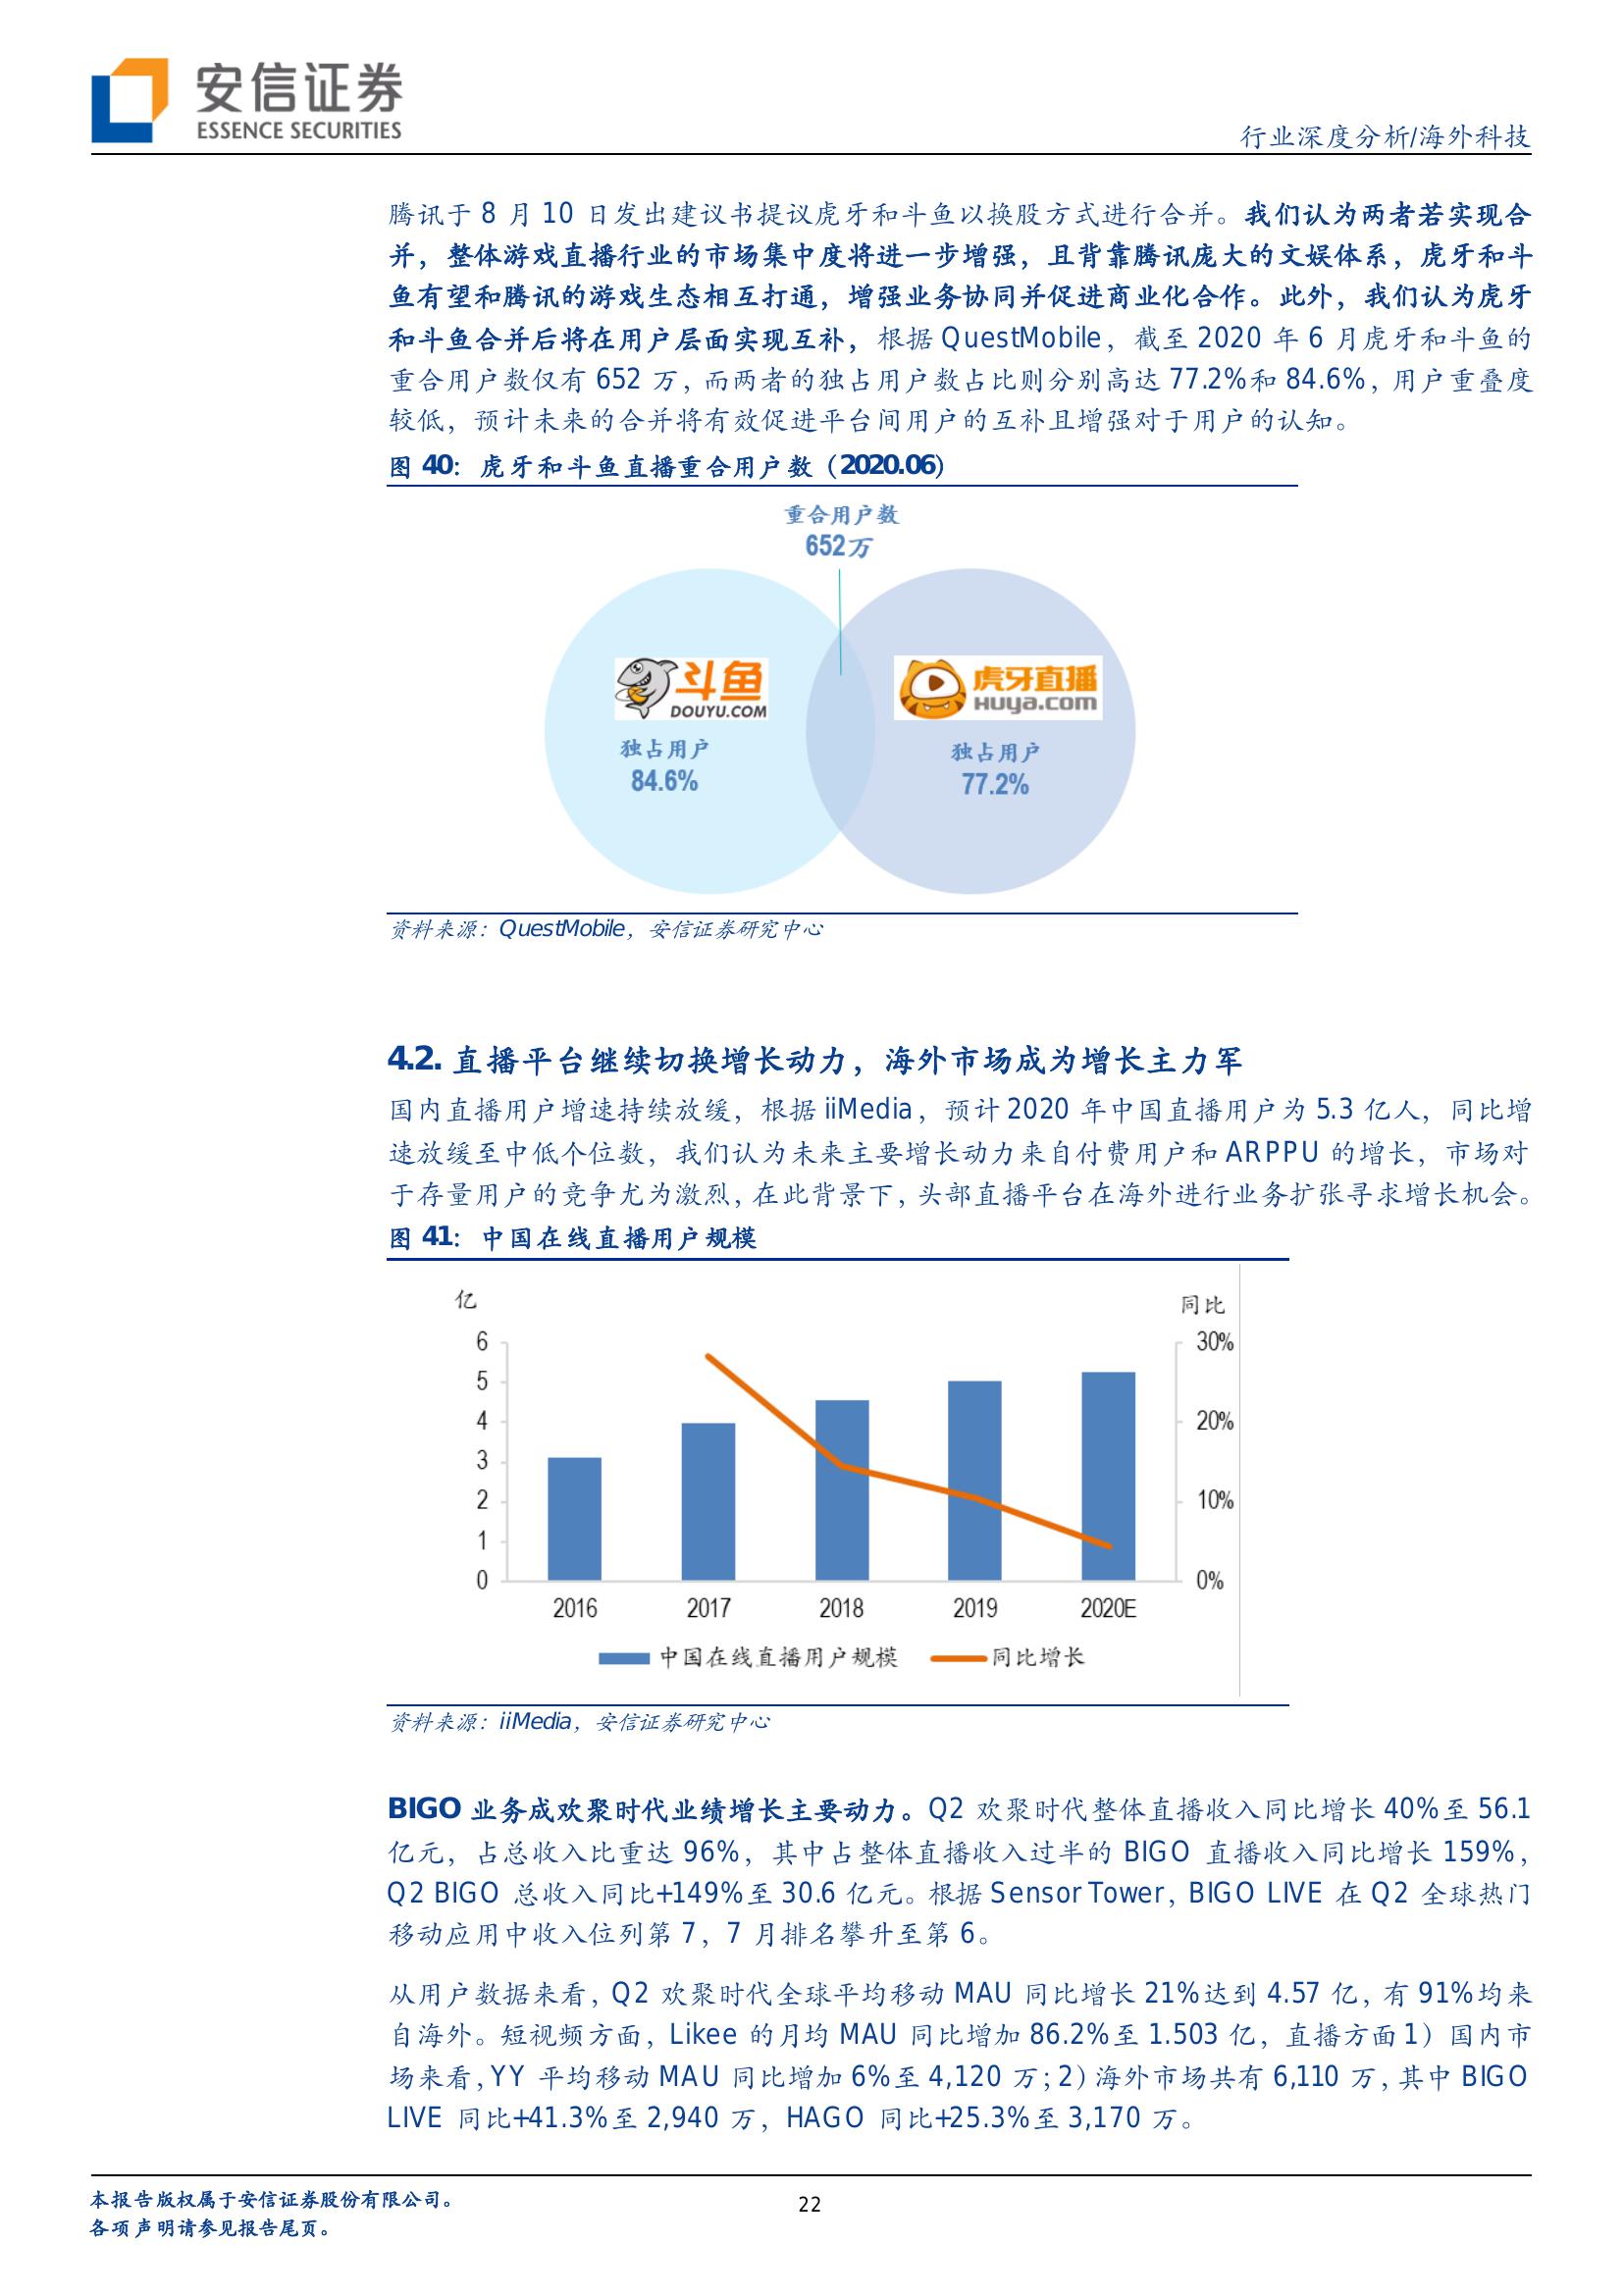 安信证券
ESSENCE SECURITIES
行业深度分析/海外科技
腾讯于 8 月 10 日发出建议书提议虎牙和斗鱼以换股方式进行合并。我们认为两者若实现合
并，整体游戏直播行业的市场集中度将进一步增强，且背靠腾讯庞大的文娱体系，虎牙和斗
鱼有望和腾讯的游戏生态相互打通，增强业务协同并促进商业化合作。此外，我们认为虎牙
和斗鱼合并后将在用户层面实现互补，根据 QuestMobile，截至 2020 年 6 月虎牙和斗鱼的
重合用户数仅有 652 万，而两者的独占用户数占比则分别高达 77.2%和 84.6%，用户重叠度
较低，预计未来的合并将有效促进平台间用户的互补且增强对于用户的认知。
图 40：虎牙和斗鱼直播重合用户数（2020.06）
重合用户数
652万
斗鱼
DOUYU.COM
独占用户
84.6%
虎牙直播
HUYA.com
独占用户
77.2%
资料来源：QuestMobile，安信证券研究中心
4.2. 直播平台继续切换增长动力，海外市场成为增长主力军
国内直播用户增速持续放缓，根据 iiMedia，预计 2020 年中国直播用户为 5.3 亿人，同比增
速放缓至中低个位数，我们认为未来主要增长动力来自付费用户和 ARPPU 的增长，市场对
于存量用户的竞争尤为激烈，在此背景下，头部直播平台在海外进行业务扩张寻求增长机会。
图 41：中国在线直播用户规模
亿
同比
6
5
4
3
2
1
0
30%
20%
10%
0%
2016 2017 2018 2019 2020E
中国在线直播用户规模 同比增长
资料来源：iiMedia，安信证券研究中心
BIGO 业务成欢聚时代业绩增长主要动力。Q2 欢聚时代整体直播收入同比增长 40%至 56.1
亿元，占总收入比重达 96%，其中占整体直播收入过半的 BIGO 直播收入同比增长 159%，
Q2 BIGO 总收入同比+149%至 30.6 亿元。根据 Sensor Tower，BIGO LIVE 在 Q2 全球热门
移动应用中收入位列第 7，7 月排名攀升至第 6。
从用户数据来看，Q2 欢聚时代全球平均移动 MAU 同比增长 21%达到 4.57 亿，有 91%均来
自海外。短视频方面，Likee 的月均 MAU 同比增加 86.2%至 1.503 亿，直播方面 1）国内市
场来看，YY 平均移动 MAU 同比增加 6%至 4,120 万；2）海外市场共有 6,110 万，其中 BIGO
LIVE 同比+41.3%至 2,940 万，HAGO 同比+25.3%至 3,170 万。
本报告版权属于安信证券股份有限公司。
各项声明请参见报告尾页。
22